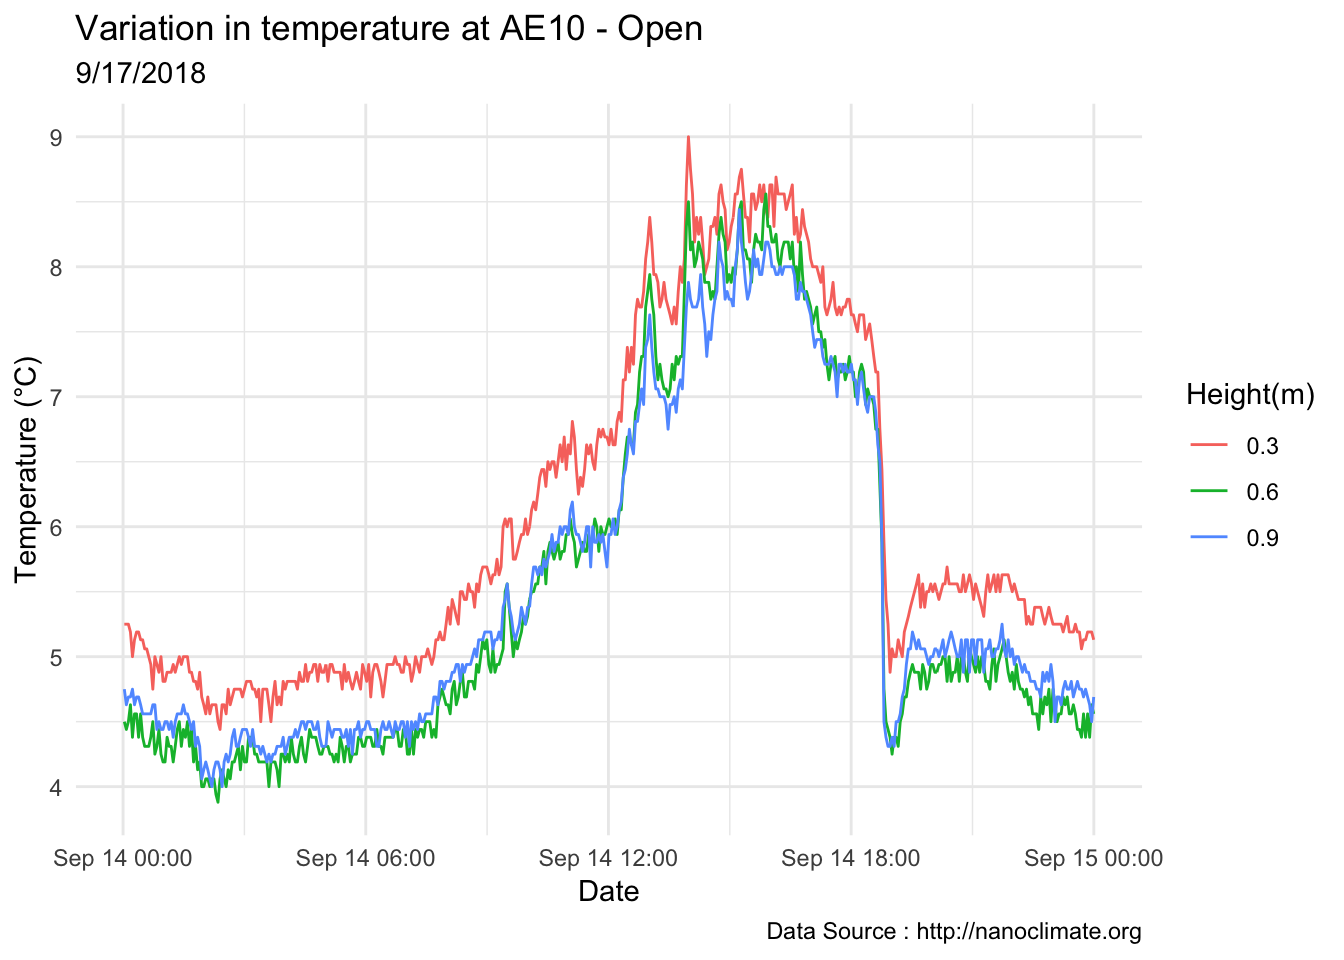 Variation in temperature at AE10 - Open
9/17/2018
9
8
7
6
5
4
Temperature (°C)
Sep 14 00:00 Sep 14 06:00 Sep 14 12:00 Sep 14 18:00 Sep 15 00:00
Date
Height(m)
0.3
0.6
0.9
Data Source : http://nanoclimate.org